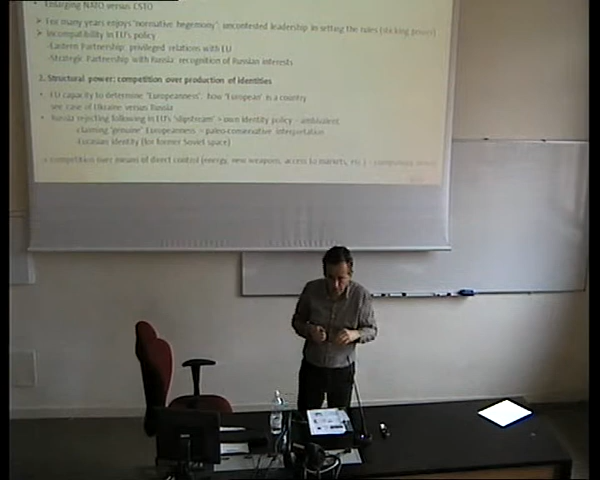 Enlarging NATO versus CSTO
For many years enjoys 'normative hegemony': uncontested leadership in setting the rules (sticking power)
Incompatibility in EU's policy
-Eastern Partnership: privileged relations with EU
-Strategic Partnership with Russia: recognition of Russian interests
2. Structural power: competition over production of identities
EU capacity to determine "Europeanness": how 'European' is a country
see case of Ukraine versus Russia
Russia rejecting following in EU's 'slipstream' > own identity policy - ambivalent
claiming 'genuine' Europeanness > paleo-conservative interpretation
-Eurasian identity (for former Soviet space)
competition over means of direct control (energy, new weapons, access to markets, etc.)